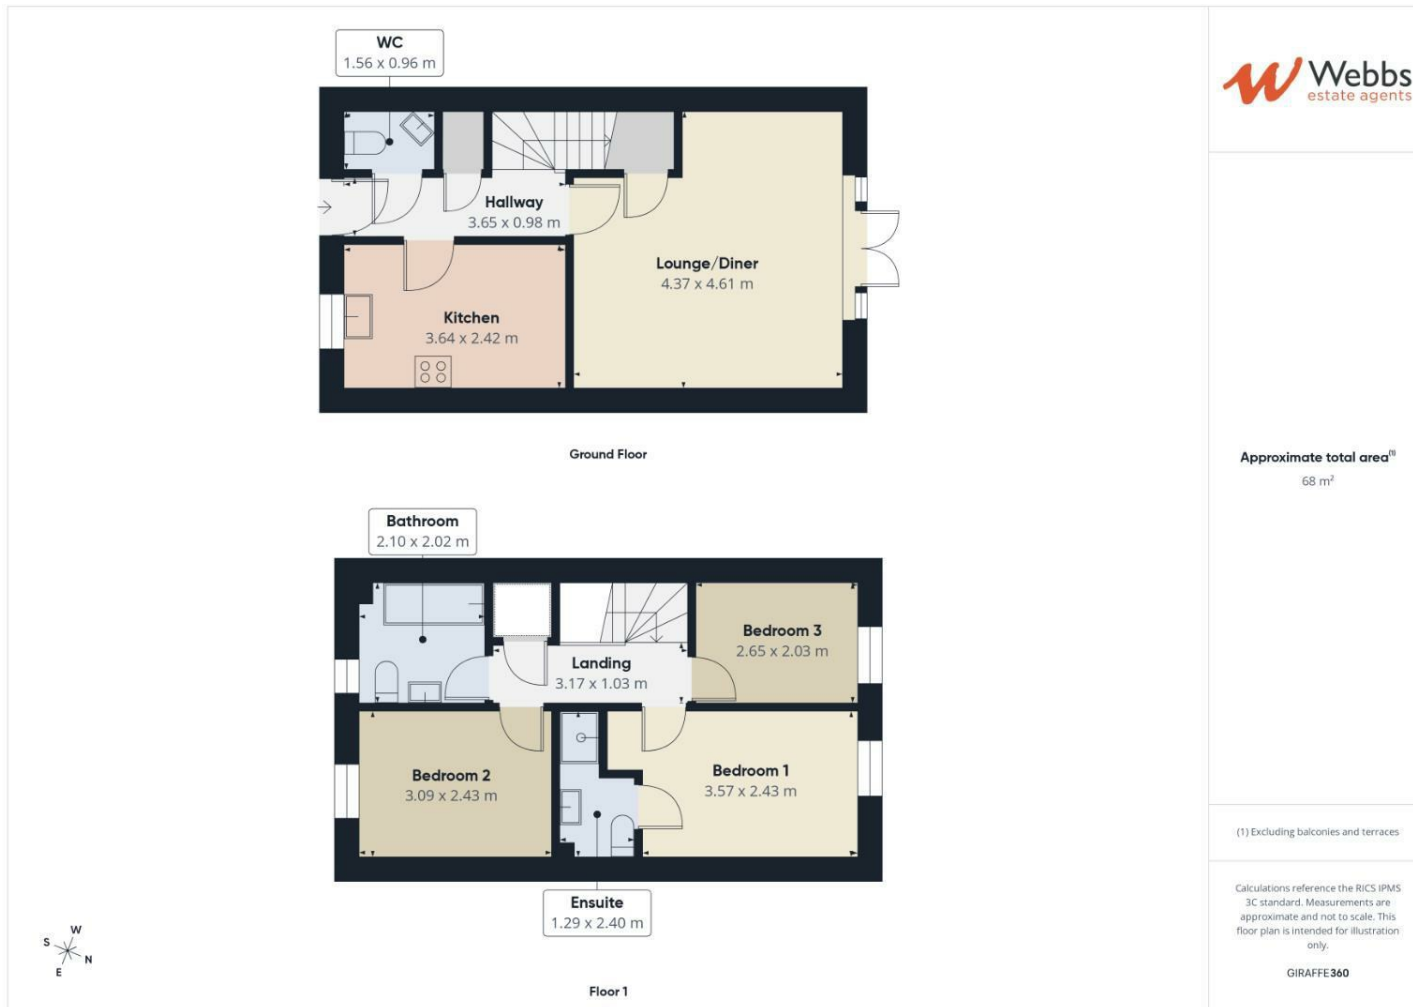 WC
1.56 x 0.96 m
Hallway
3.65 x 0.98 m
Lounge/Diner
4.37 x 4.61 m
Kitchen
3.64 x 2.42 m
Ground Floor
Bathroom
2.10 x 2.02 m
Bedroom 3
2.65 x 2.03 m
Landing
3.17 x 1.03 m
Bedroom 2
3.09 x 2.43 m
Bedroom 1
3.57 x 2.43 m
Ensuite
1.29 x 2.40 m
Floor 1
W
S
N
E
Webbs
estate agents
Approximate total area(1)
68 m²
(1) Excluding balconies and terraces
Calculations reference the RICS IPMS
3C standard. Measurements are
approximate and not to scale. This
floor plan is intended for illustration
only.
GIRAFFE360